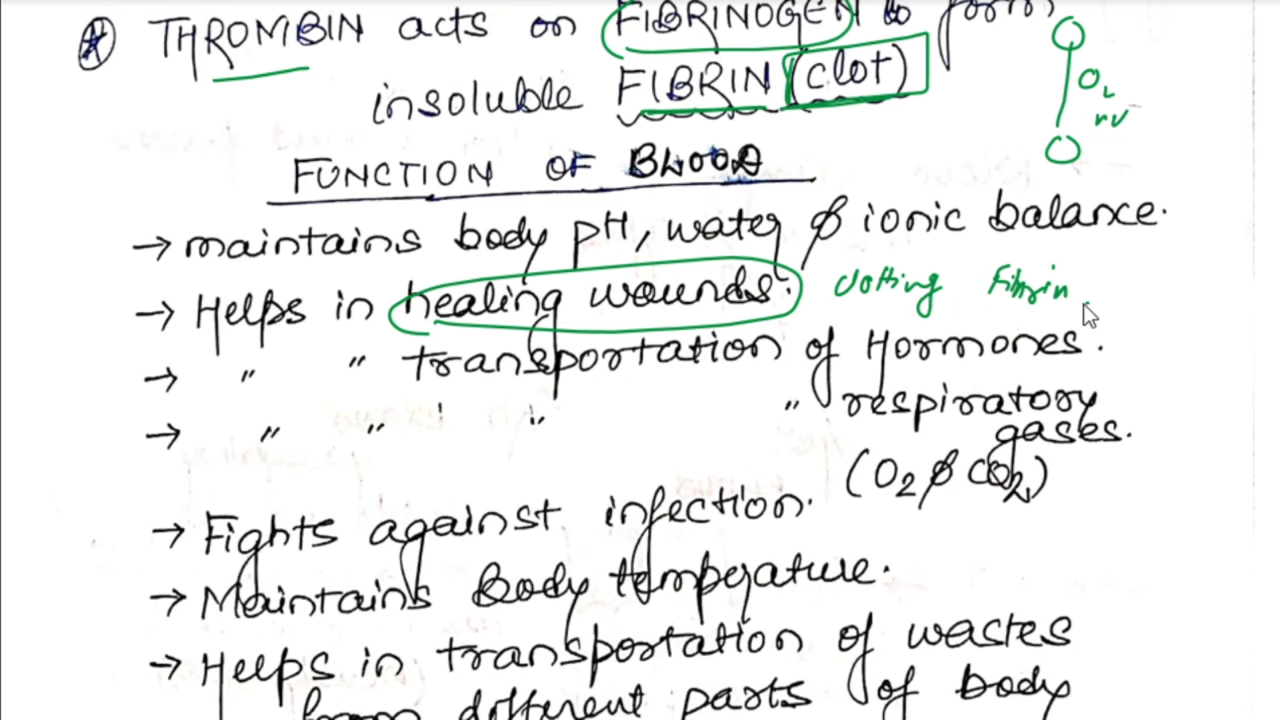 * THROMBIN acts on FIBRINOGEN to form
insoluble FIBRIN (clot)
O2
FUNCTION OF BLOOD
→ maintains body pH, water & ionic balance.
→ Helps in healing wounds. clotting Fibrin
→ " " transportation of Hormones.
→ " " " " respiratory
gases.
(O2 & CO2)
→ Fights against infection.
→ Maintains Body temperature.
→ Helps in transportation of wastes
from different parts of body